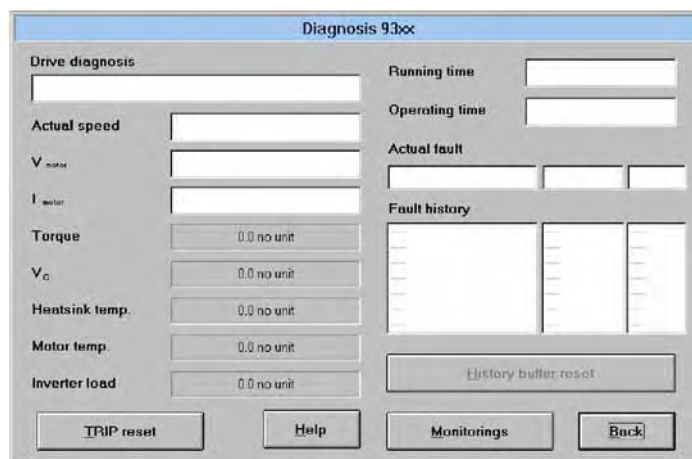 Diagnosis 93xx
Drive diagnosis
Actual speed
V motor
I motor
Torque 0.0 no unit
VG 0.0 no unit
Heatsink temp. 0.0 no unit
Motor temp. 0.0 no unit
Inverter load 0.0 no unit
TRIP reset
Help
Running time
Operating time
Actual fault
Fault history
History buffer reset
Monitorings
Back